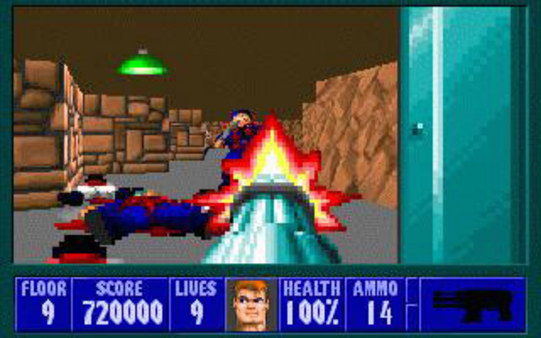 FLOOR SCORE LIVES HEALTH AMMO
9 720000 9 100% 14